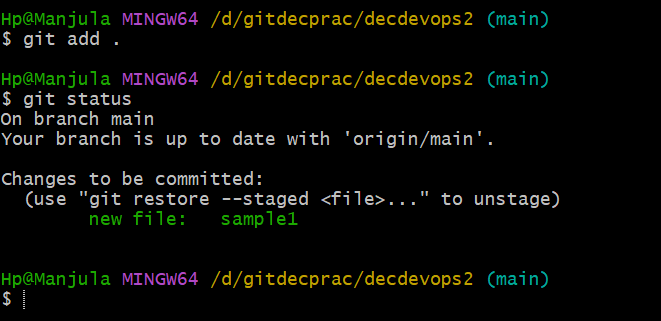 Hp@Manjula MINGW64 /d/gitdecprac/decdevops2 (main)
$ git add .
Hp@Manjula MINGW64 /d/gitdecprac/decdevops2 (main)
$ git status
On branch main
Your branch is up to date with 'origin/main'.
Changes to be committed:
  (use "git restore --staged <file>..." to unstage)
        new file:   sample1
Hp@Manjula MINGW64 /d/gitdecprac/decdevops2 (main)
$